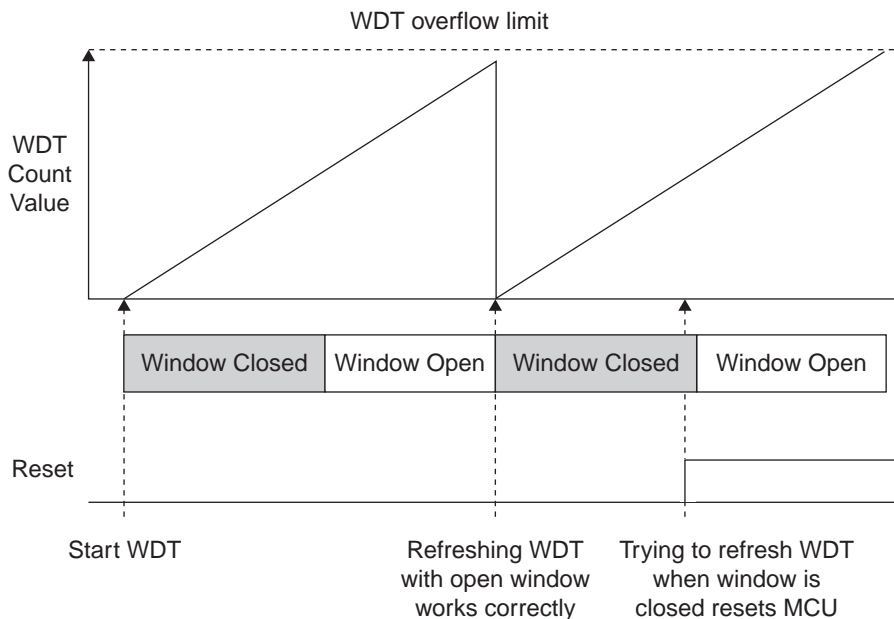 WDT overflow limit
WDT
Count
Value
Window Closed
Window Open
Window Closed
Window Open
Reset
Start WDT
Refreshing WDT
with open window
works correctly
Trying to refresh WDT
when window is
closed resets MCU